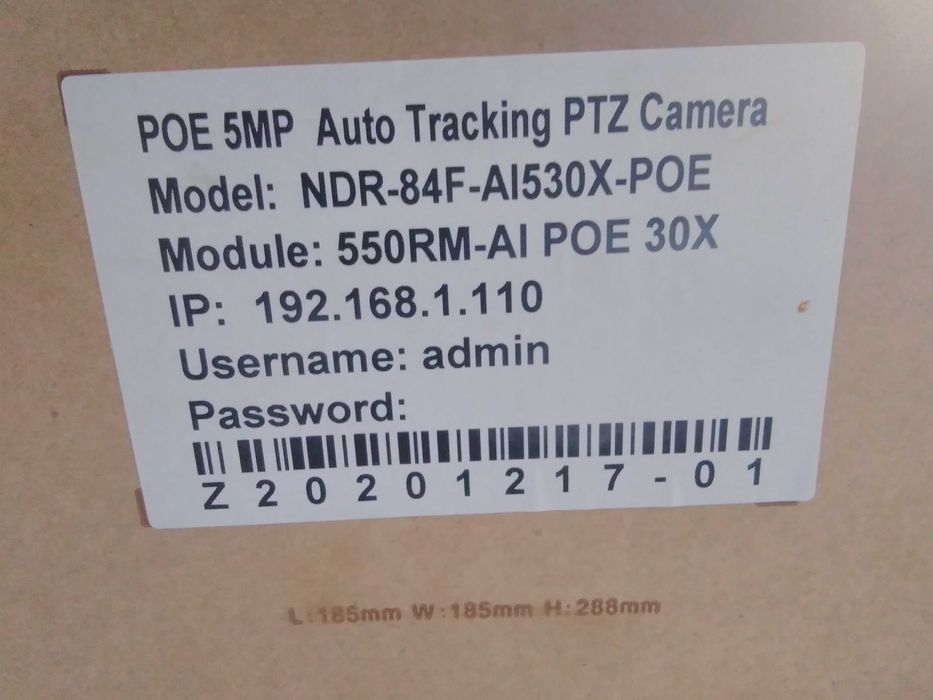 POE 5MP Auto Tracking PTZ Camera
Model: NDR-84F-AI530X-POE
Module: 550RM-AI POE 30X
IP: 192.168.1.110
Username: admin
Password:
Z20201217-01
L:185mm W:185mm H:288mm